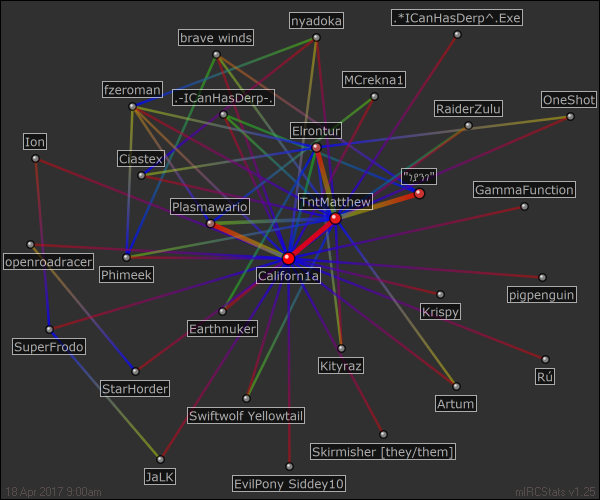 nyadoka
.*ICanHasDerp^.Exe
brave winds
MCrekna1
fzeroman
.-ICanHasDerp-.
OneShot
RaiderZulu
Elrontur
Ion
Ciastex
GammaFunction
TntMatthew
Plasmawario
openroadracer
Phimeek
Californ1a
pigpenguin
Krispy
Earthnuker
SuperFrodo
Kityraz
Rú
StarHorder
Artum
Swiftwolf Yellowtail
Skirmisher [they/them]
JaLK
EvilPony Siddey10
18 Apr 2017 9:00am
mIRCStats v1.25